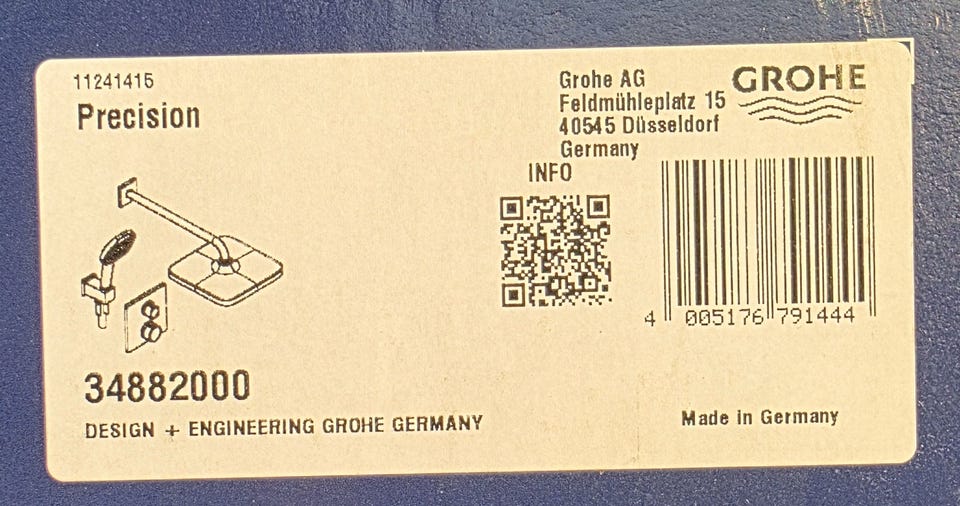 11241415
Precision
Grohe AG
Feldmühleplatz 15
40545 Düsseldorf
Germany
GROHE
INFO
4 005176 791444
34882000
DESIGN + ENGINEERING GROHE GERMANY
Made in Germany